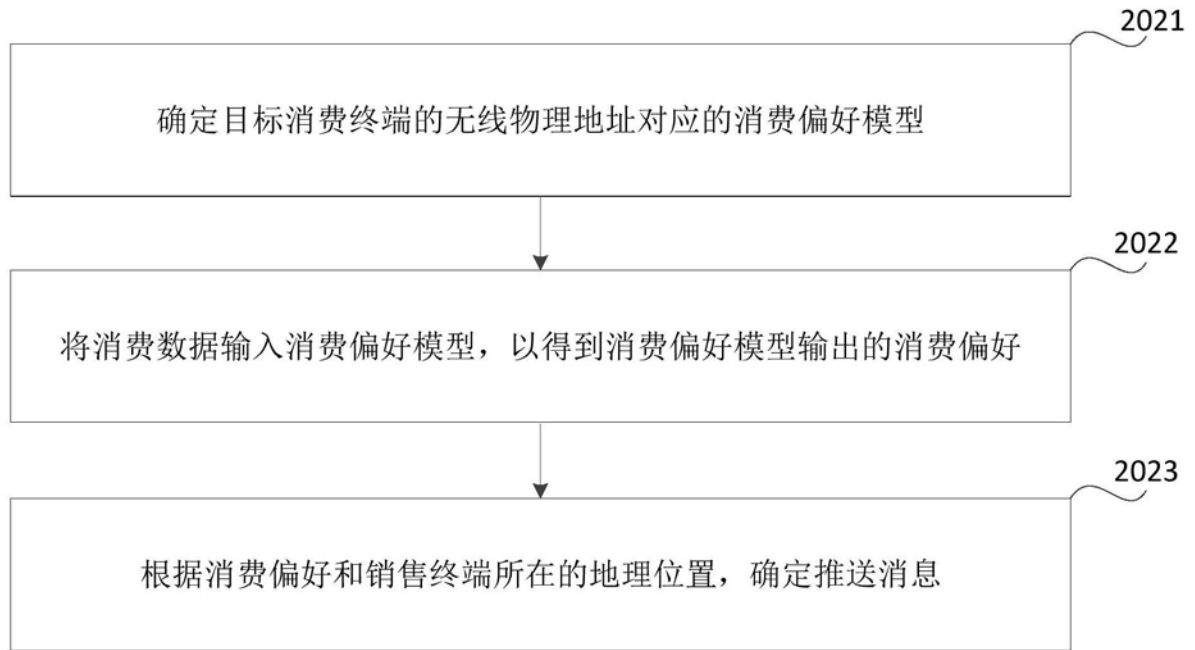 2021
确定目标消费终端的无线物理地址对应的消费偏好模型
2022
将消费数据输入消费偏好模型，以得到消费偏好模型输出的消费偏好
2023
根据消费偏好和销售终端所在的地理位置，确定推送消息